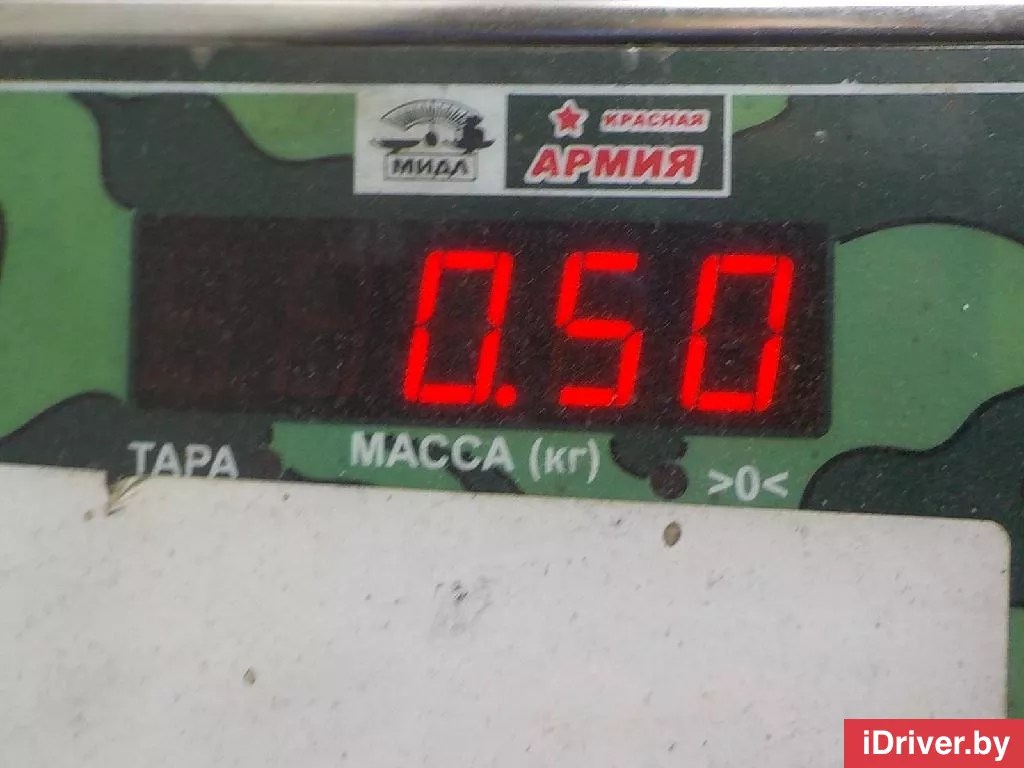 МИДЛ
КРАСНАЯ
АРМИЯ
0.50
ТАРА МАССА (кг) >0<
iDriver.by